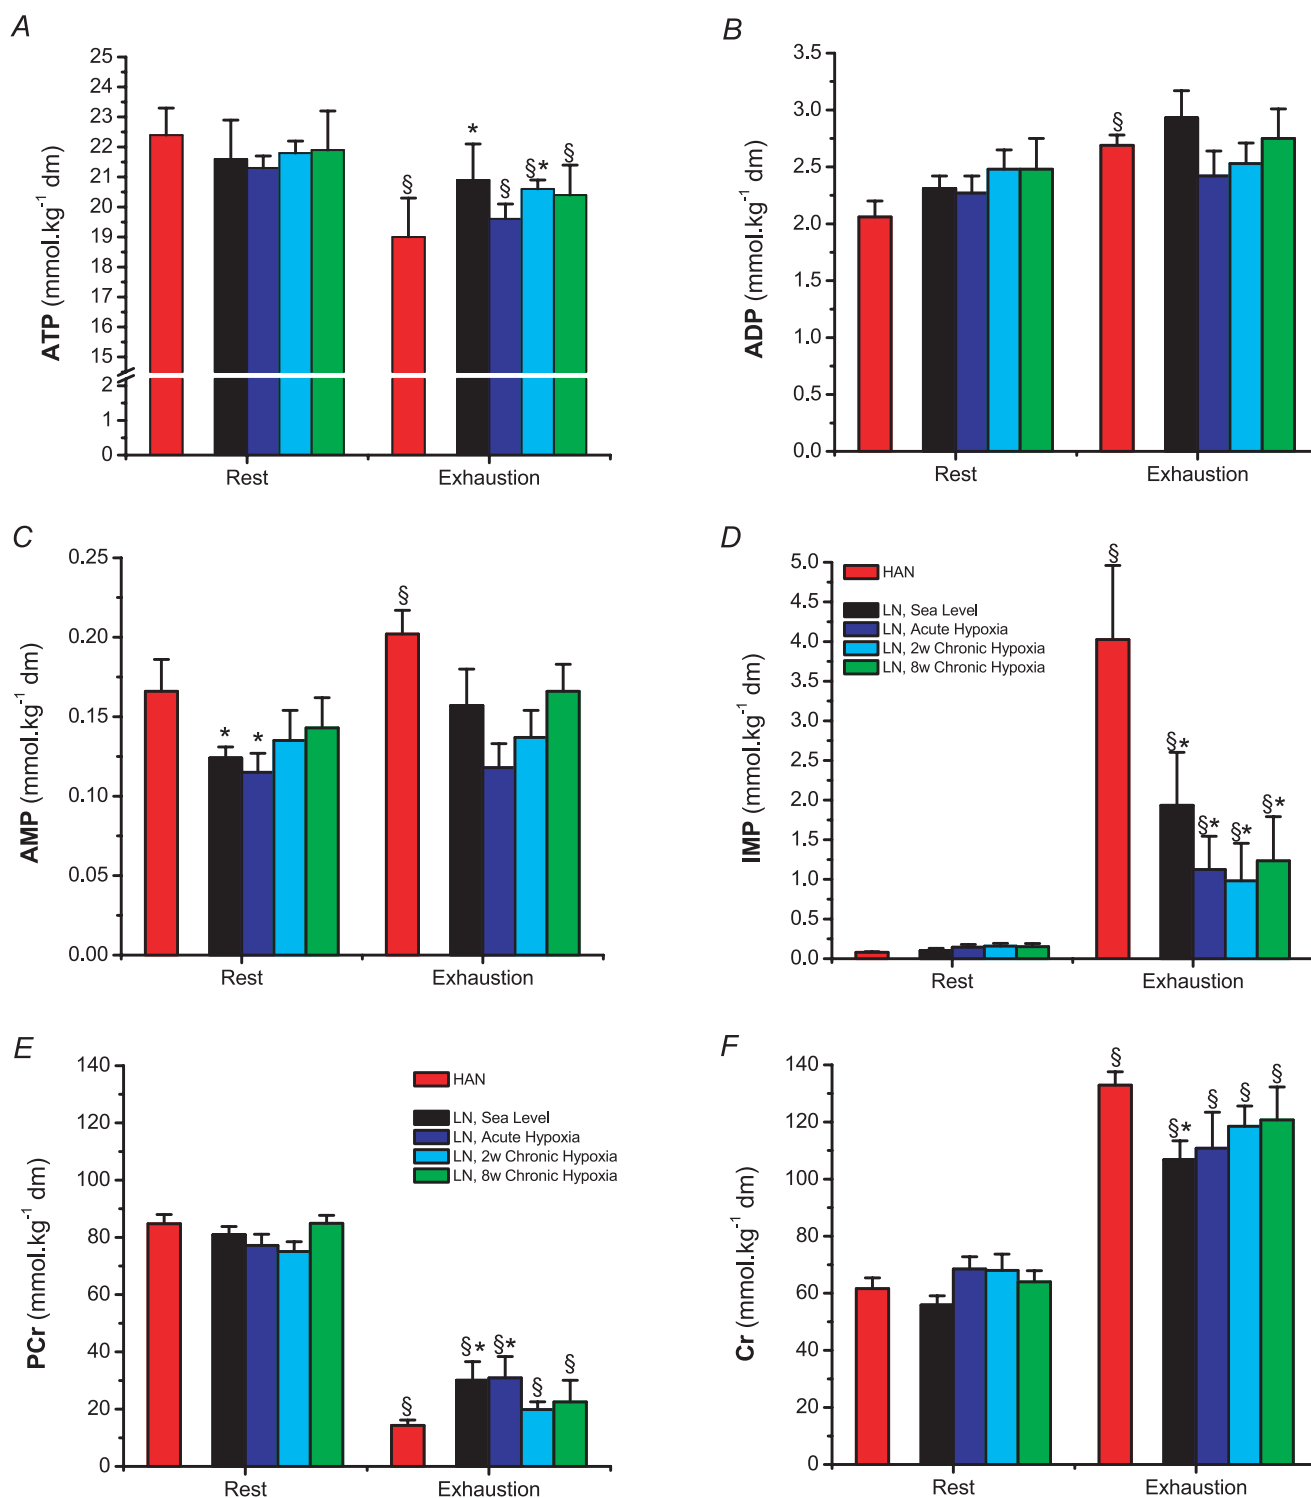 A
ATP (mmol.kg⁻¹ dm)
25
24
23
22
21
20
19
18
17
16
15
2
1
0
§
*
§
§*
§
Rest
Exhaustion
B
ADP (mmol.kg⁻¹ dm)
3.5
3.0
2.5
2.0
1.5
1.0
0.5
0.0
§
Rest
Exhaustion
C
AMP (mmol.kg⁻¹ dm)
0.25
0.20
0.15
0.10
0.05
0.00
*
*
§
Rest
Exhaustion
D
IMP (mmol.kg⁻¹ dm)
5.0
4.5
4.0
3.5
3.0
2.5
2.0
1.5
1.0
0.5
0.0
HAN
LN, Sea Level
LN, Acute Hypoxia
LN, 2w Chronic Hypoxia
LN, 8w Chronic Hypoxia
§
§*
§*
§*
§*
Rest
Exhaustion
E
PCr (mmol.kg⁻¹ dm)
140
120
100
80
60
40
20
0
HAN
LN, Sea Level
LN, Acute Hypoxia
LN, 2w Chronic Hypoxia
LN, 8w Chronic Hypoxia
§
§*
§*
§
§
Rest
Exhaustion
F
Cr (mmol.kg⁻¹ dm)
140
120
100
80
60
40
20
0
§
§*
§
§
§
Rest
Exhaustion